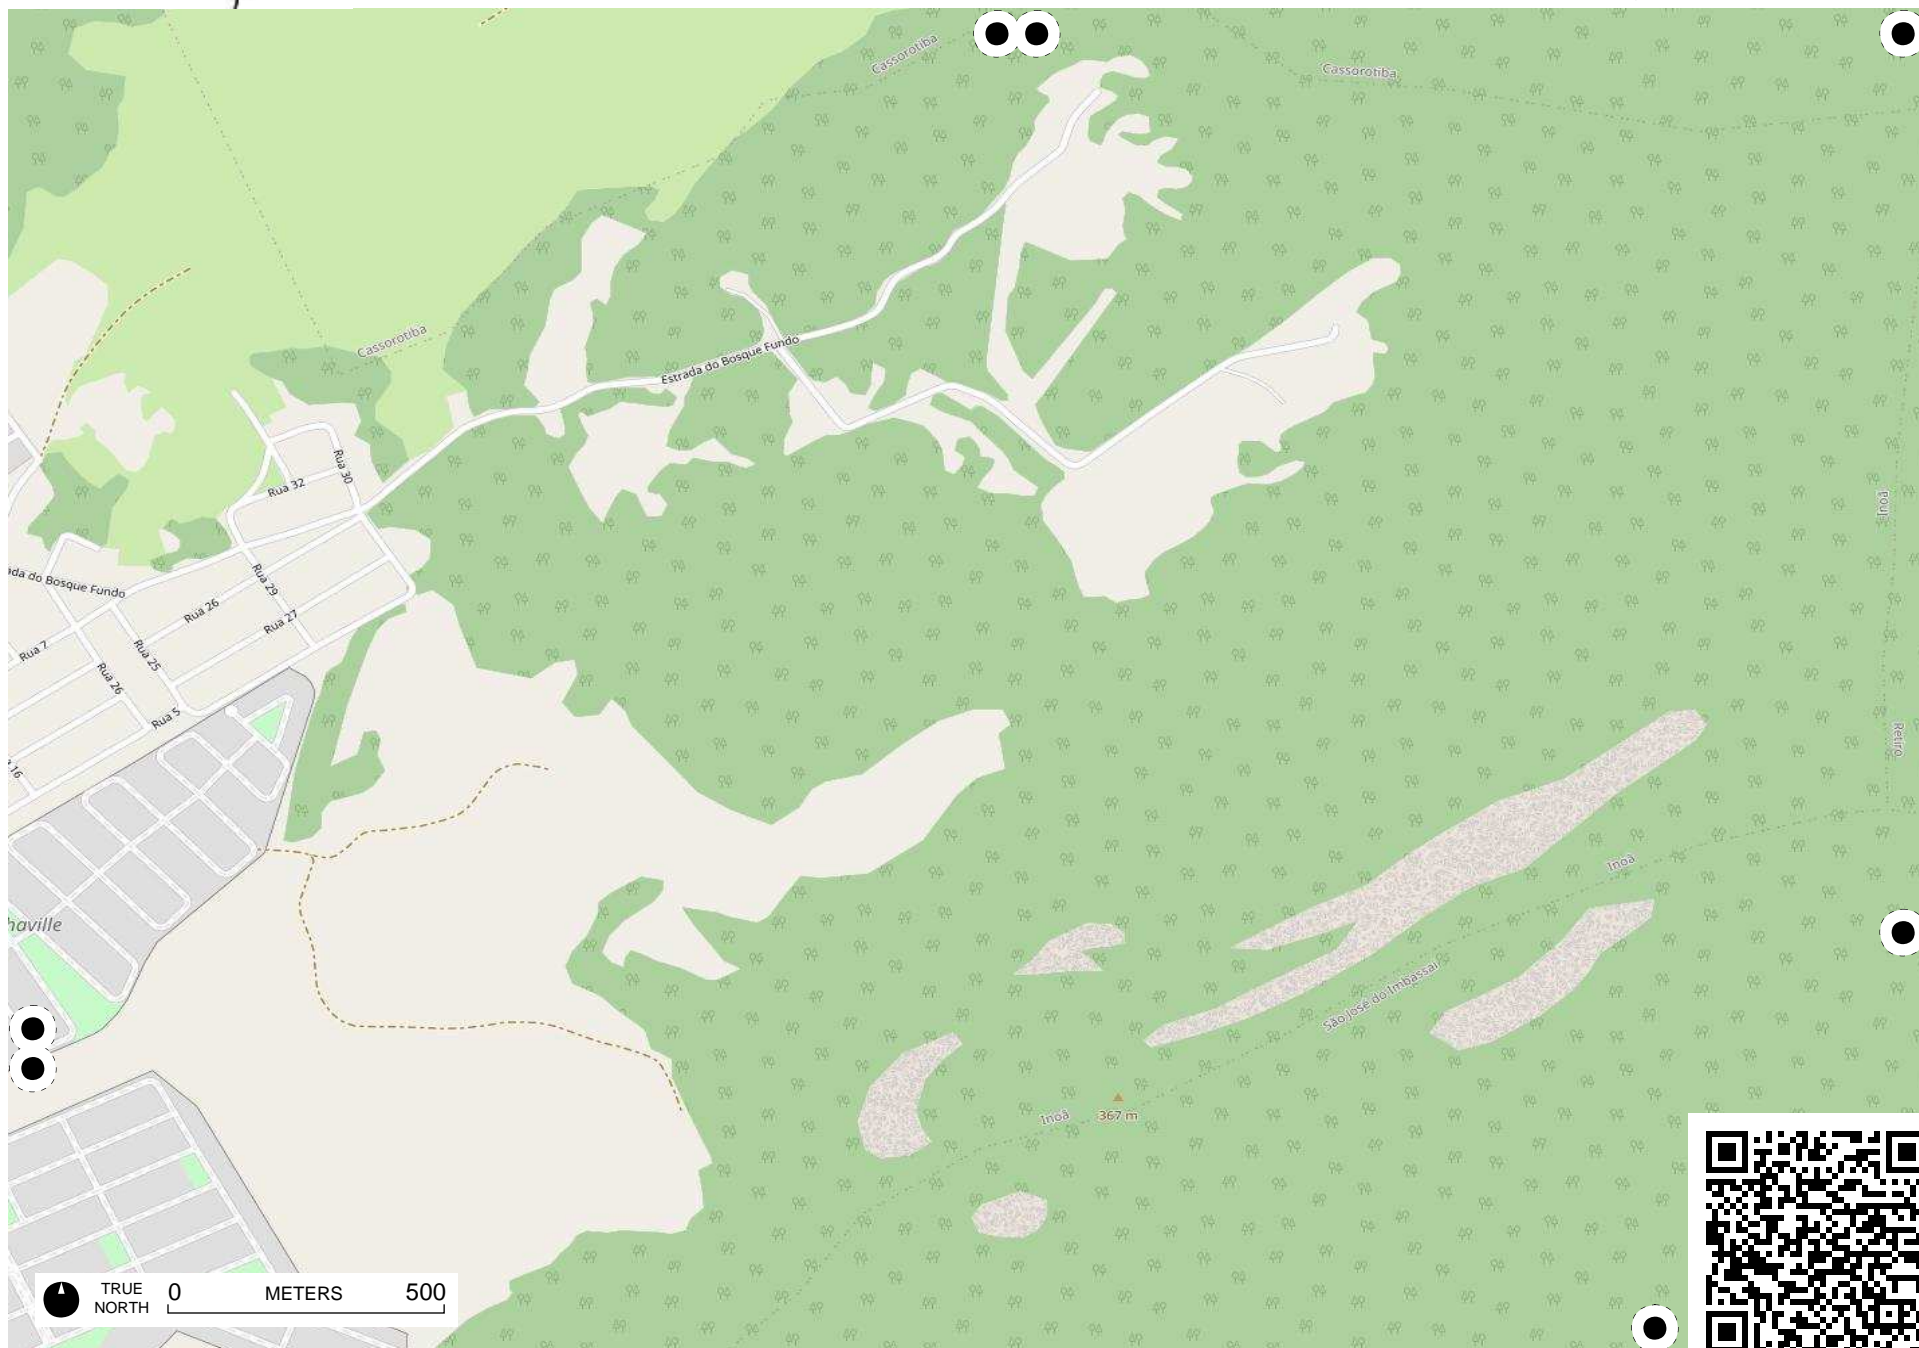 Cassorotiba
Cassorotiba
Cassorotiba
Estrada do Bosque Fundo
Rua 30
Rua 32
Inoã
ada do Bosque Fundo
Rua 29
Rua 26
Rua 27
Rua 7
Rua 25
Rua 26
Rua 5
Retiro
16
Inoã
haville
São José do Imbassaí
Inoã
367 m
TRUE
NORTH
0 METERS 500